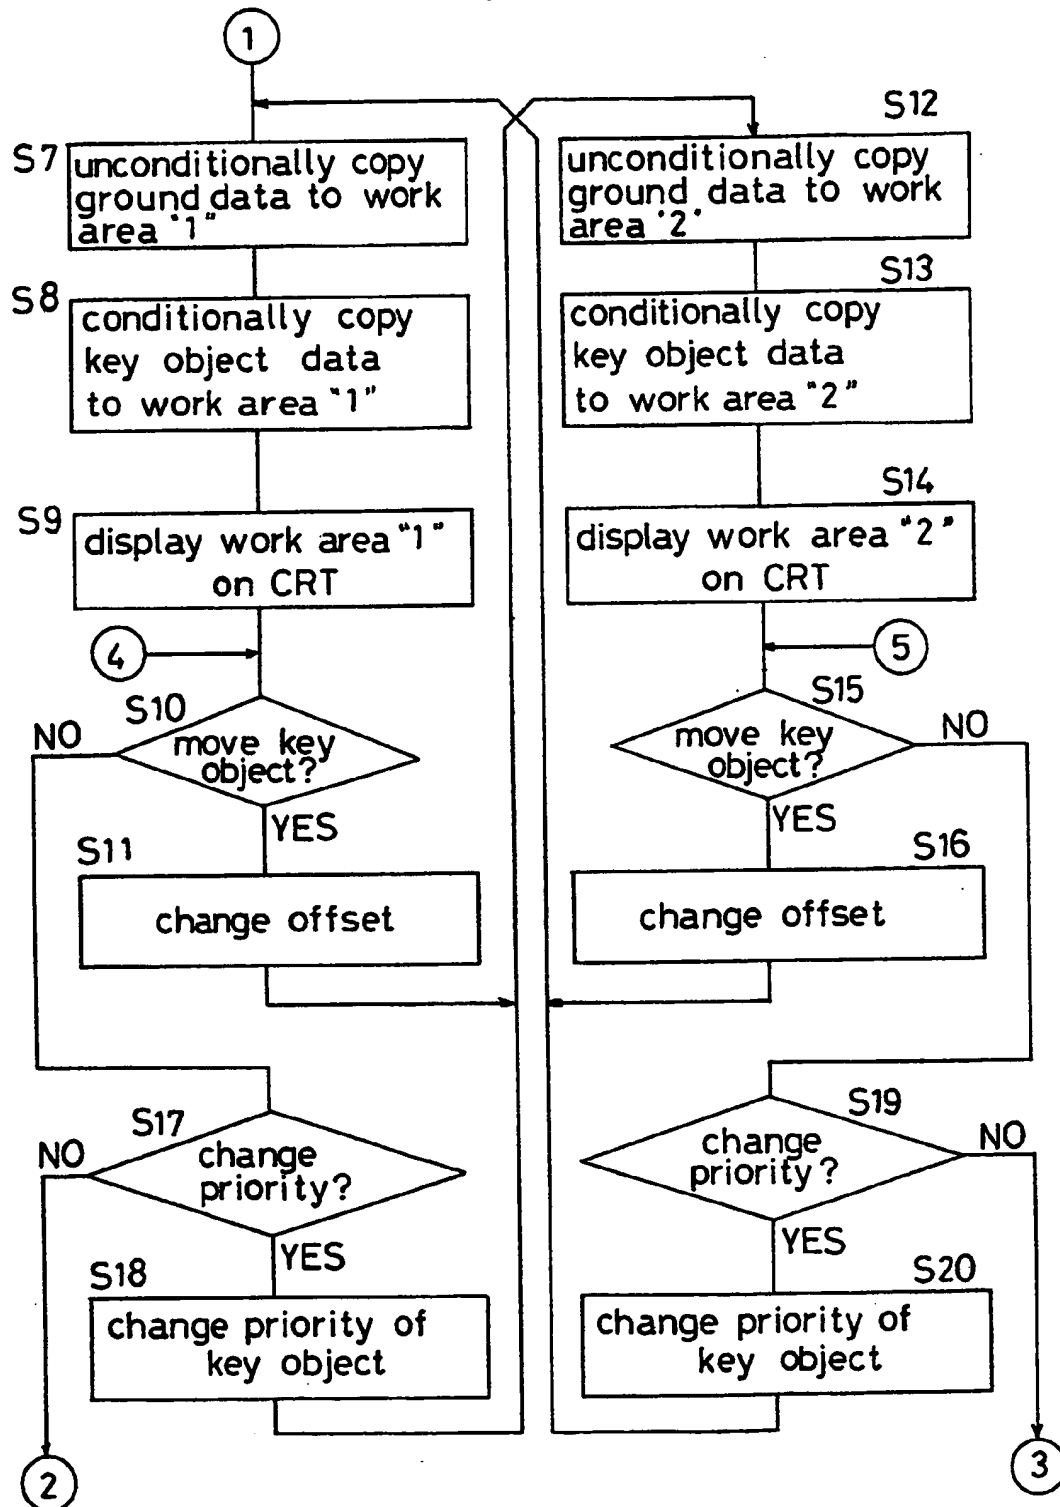 1
S7
unconditionally copy
ground data to work
area "1"
S8
conditionally copy
key object data
to work area "1"
S9
display work area "1"
on CRT
4
S10
NO
move key
object?
YES
S11
change offset
S17
NO
change
priority?
YES
S18
change priority of
key object
2
S12
unconditionally copy
ground data to work
area "2"
S13
conditionally copy
key object data
to work area "2"
S14
display work area "2"
on CRT
5
S15
move key
object?
NO
YES
S16
change offset
S19
change
priority?
NO
YES
S20
change priority of
key object
3